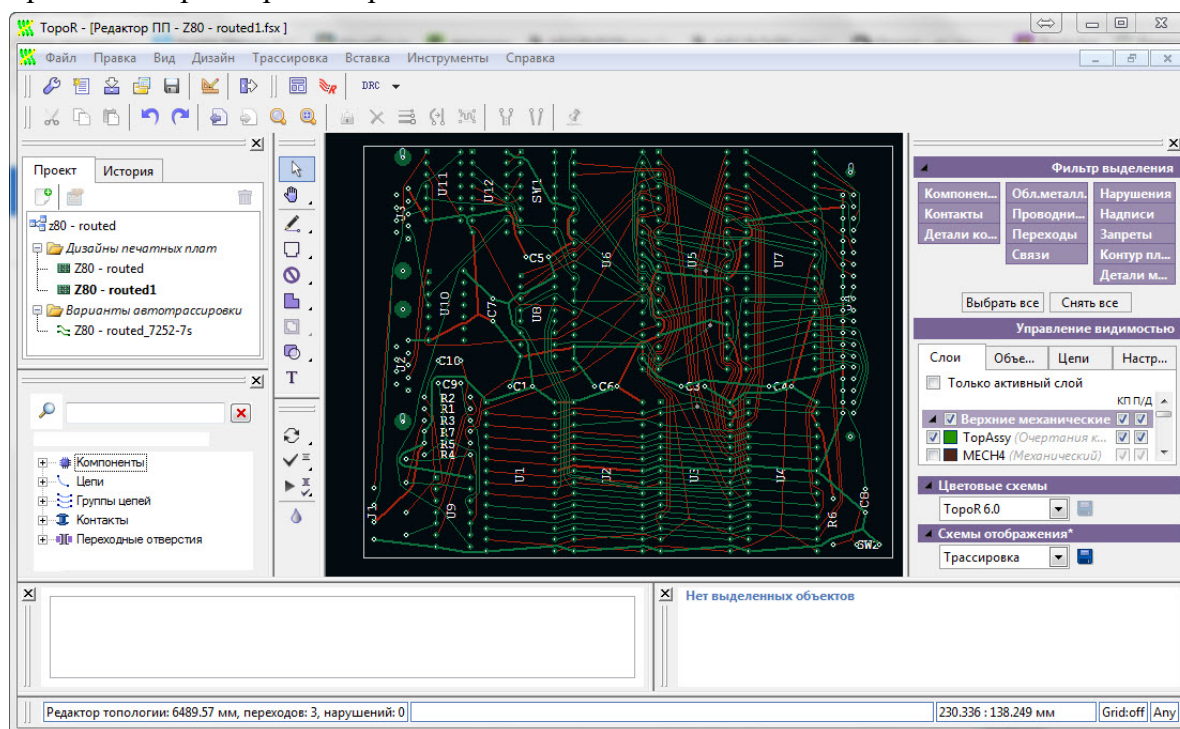 TopoR - [Редактор ПП - Z80 - routed1.fsx ]
Файл Правка Вид Дизайн Трассировка Вставка Инструменты Справка
DRC
Проект История
z80 - routed
Дизайны печатных плат
Z80 - routed
Z80 - routed1
Варианты автотрассировки
Z80 - routed_7252-7s
Компоненты
Цепи
Группы цепей
Контакты
Переходные отверстия
T
U11
U12
SW1
J3
C5
U6
U5
U7
U10
C7
U8
U2
C10
C9
C1
C6
C3
C4
R2
R1
R3
R7
R5
R4
U1
U2
U3
U4
U9
J1
R6
C8
SW2
Фильтр выделения
Компонен... Обл.металл. Нарушения
Контакты Проводни... Надписи
Детали ко... Переходы Запреты
Связи Контур пл...
Детали м...
Выбрать все Снять все
Управление видимостью
Слои Объе... Цепи Настр...
Только активный слой
КП П/Д
Верхние механические
TopAssy (Очертания к...
MECH4 (Механический)
Цветовые схемы
TopoR 6.0
Схемы отображения*
Трассировка
Нет выделенных объектов
Редактор топологии: 6489.57 мм, переходов: 3, нарушений: 0
230.336 : 138.249 мм
Grid:off
Any